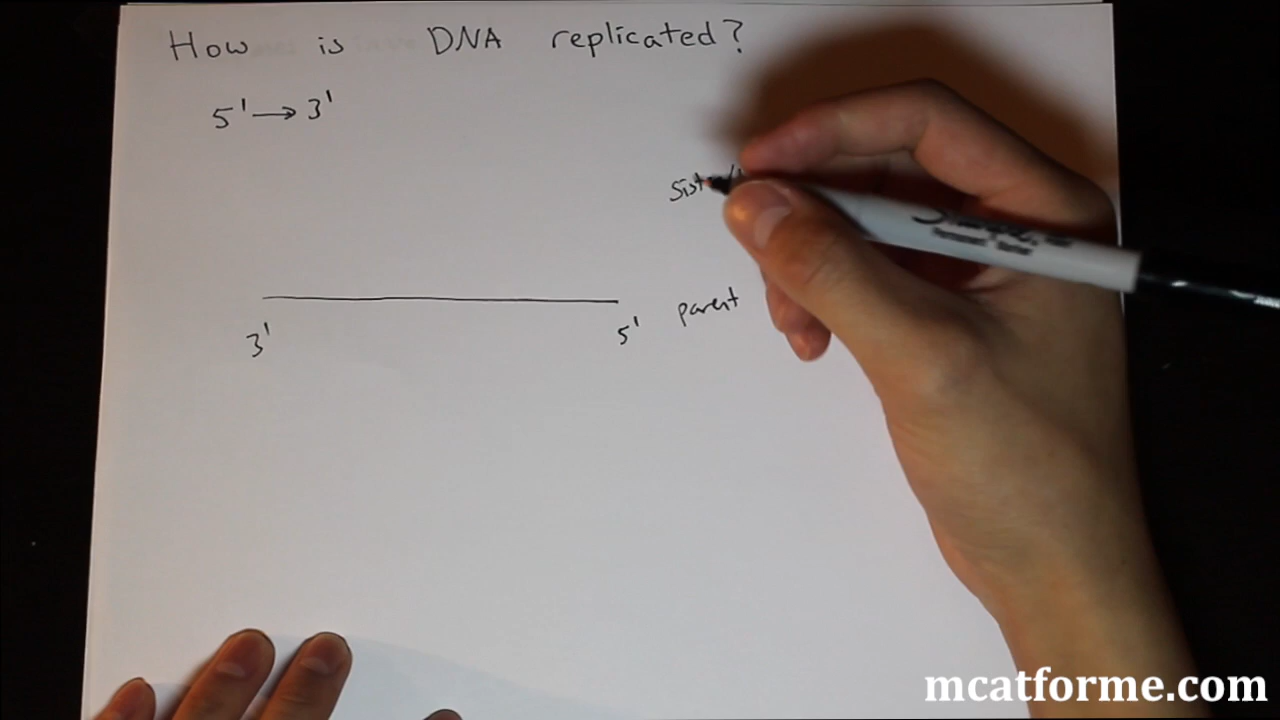 How is DNA replicated?
5' → 3'
parent
3' 5'
mcatforme.com